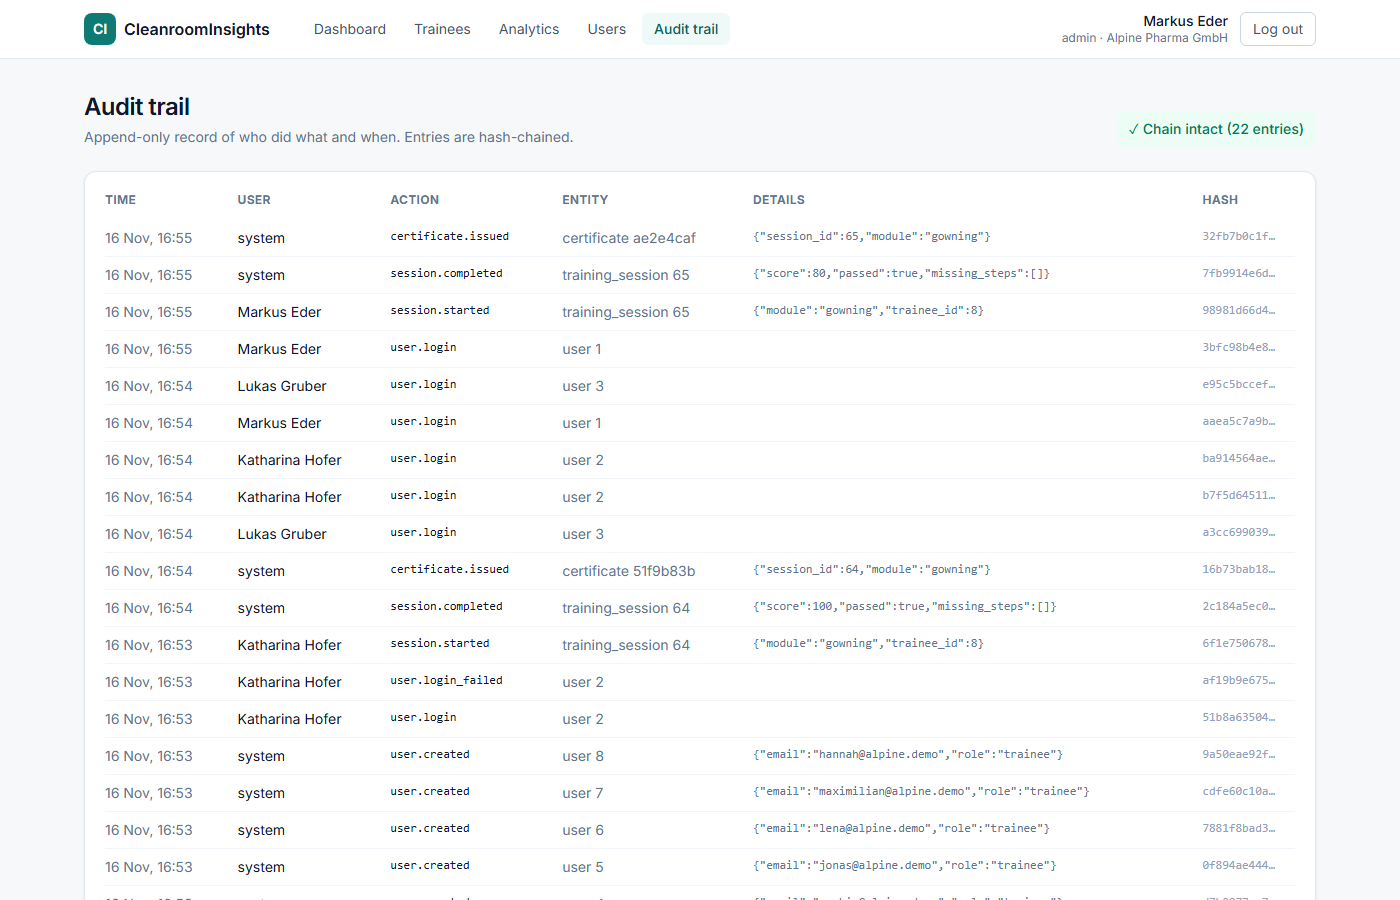 CI CleanroomInsights Dashboard Trainees Analytics Users Audit trail Markus Eder
admin · Alpine Pharma GmbH Log out
Audit trail
Append-only record of who did what and when. Entries are hash-chained.
✓ Chain intact (22 entries)
TIME USER ACTION ENTITY DETAILS HASH
16 Nov, 16:55 system certificate.issued certificate ae2e4caf {"session_id":65,"module":"gowning"} 32fb7b0c1f…
16 Nov, 16:55 system session.completed training_session 65 {"score":80,"passed":true,"missing_steps":[]} 7fb9914e6d…
16 Nov, 16:55 Markus Eder session.started training_session 65 {"module":"gowning","trainee_id":8} 98981d66d4…
16 Nov, 16:55 Markus Eder user.login user 1 3bfc98b4e8…
16 Nov, 16:54 Lukas Gruber user.login user 3 e95c5bccef…
16 Nov, 16:54 Markus Eder user.login user 1 aaea5c7a9b…
16 Nov, 16:54 Katharina Hofer user.login user 2 ba914564ae…
16 Nov, 16:54 Katharina Hofer user.login user 2 b7f5d64511…
16 Nov, 16:54 Lukas Gruber user.login user 3 a3cc699039…
16 Nov, 16:54 system certificate.issued certificate 51f9b83b {"session_id":64,"module":"gowning"} 16b73bab18…
16 Nov, 16:54 system session.completed training_session 64 {"score":100,"passed":true,"missing_steps":[]} 2c184a5ec0…
16 Nov, 16:53 Katharina Hofer session.started training_session 64 {"module":"gowning","trainee_id":8} 6f1e750678…
16 Nov, 16:53 Katharina Hofer user.login_failed user 2 af19b9e675…
16 Nov, 16:53 Katharina Hofer user.login user 2 51b8a63504…
16 Nov, 16:53 system user.created user 8 {"email":"hannah@alpine.demo","role":"trainee"} 9a50eae92f…
16 Nov, 16:53 system user.created user 7 {"email":"maximilian@alpine.demo","role":"trainee"} cdfe60c10a…
16 Nov, 16:53 system user.created user 6 {"email":"lena@alpine.demo","role":"trainee"} 7881f8bad3…
16 Nov, 16:53 system user.created user 5 {"email":"jonas@alpine.demo","role":"trainee"} 0f894ae444…